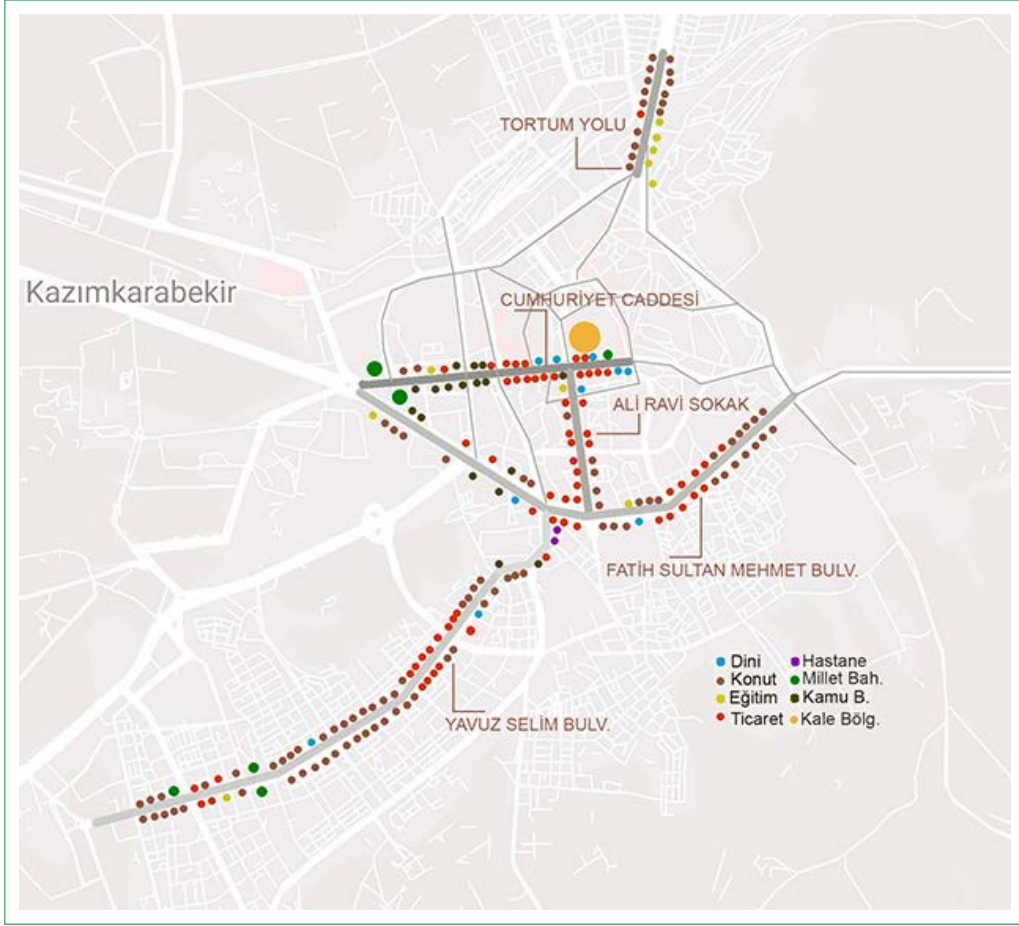 TORTUM YOLU
Kazımkarabekir
CUMHURİYET CADDESİ
ALİ RAVİ SOKAK
FATİH SULTAN MEHMET BULV.
YAVUZ SELİM BULV.
Dini
Konut
Eğitim
Ticaret
Hastane
Millet Bah.
Kamu B.
Kale Bölg.